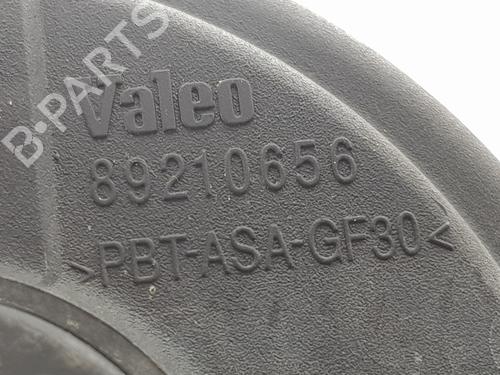 B-PARTS
Valeo
89210656
>PBT-ASA-GF30<